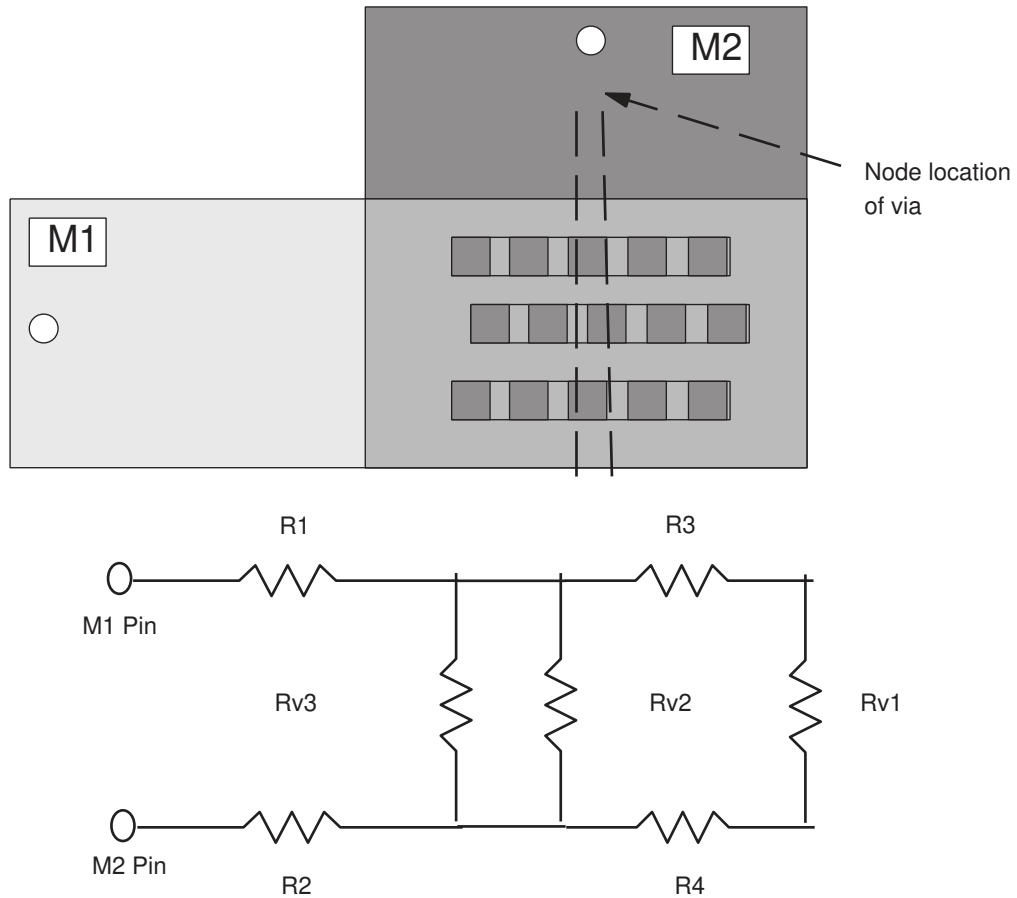 M2
Node location
of via
M1
R1
R3
M1 Pin
Rv3
Rv2
Rv1
M2 Pin
R2
R4